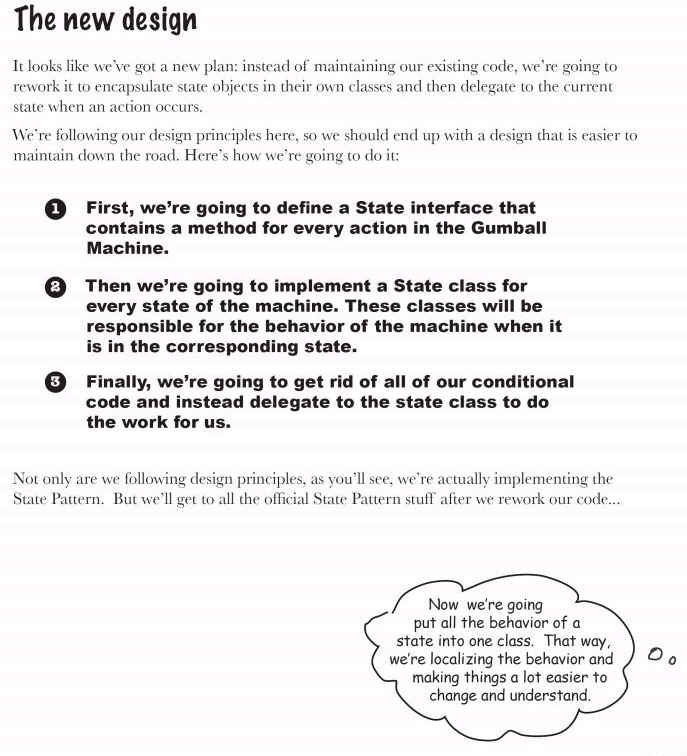 The new design
It looks like we've got a new plan: instead of maintaining our existing code, we're going to
rework it to encapsulate state objects in their own classes and then delegate to the current
state when an action occurs.
We're following our design principles here, so we should end up with a design that is easier to
maintain down the road. Here's how we're going to do it:
1 First, we're going to define a State interface that
contains a method for every action in the Gumball
Machine.
2 Then we're going to implement a State class for
every state of the machine. These classes will be
responsible for the behavior of the machine when it
is in the corresponding state.
3 Finally, we're going to get rid of all of our conditional
code and instead delegate to the state class to do
the work for us.
Not only are we following design principles, as you'll see, we're actually implementing the
State Pattern. But we'll get to all the official State Pattern stuff after we rework our code...
Now we're going
put all the behavior of a
state into one class. That way,
we're localizing the behavior and
making things a lot easier to
change and understand.